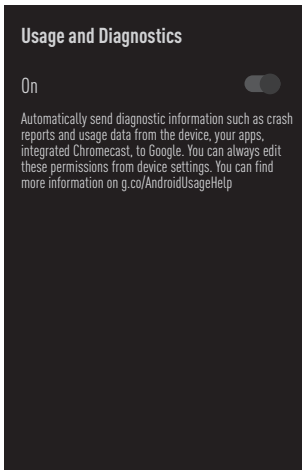 Usage and Diagnostics
On
Automatically send diagnostic information such as crash
reports and usage data from the device, your apps,
integrated Chromecast, to Google. You can always edit
these permissions from device settings. You can find
more information on g.co/AndroidUsageHelp